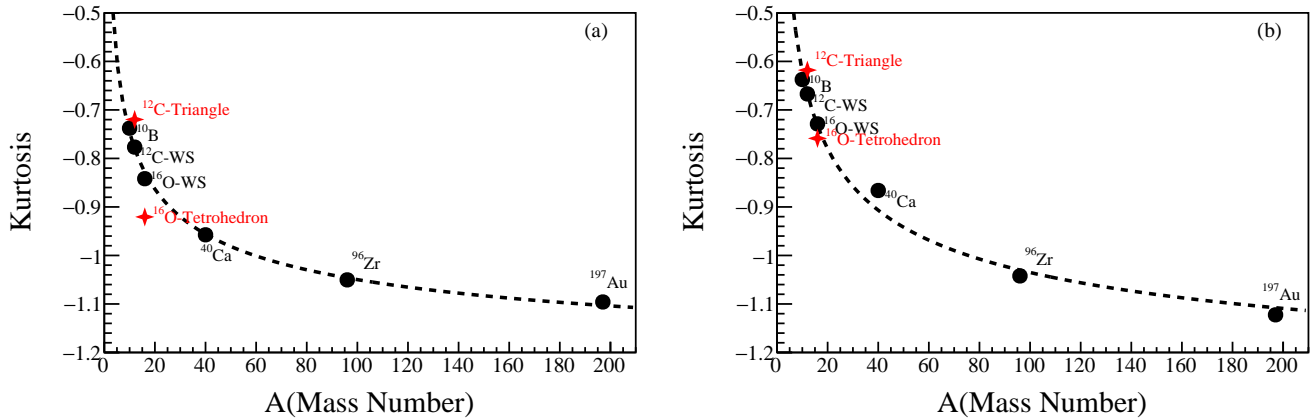 (a)
Kurtosis
−0.5
−0.6
−0.7
−0.8
−0.9
−1
−1.1
−1.2
¹²C-Triangle
¹⁰B
¹²C-WS
¹⁶O-WS
¹⁶O-Tetrohedron
⁴⁰Ca
⁹⁶Zr
¹⁹⁷Au
0 20 40 60 80 100 120 140 160 180 200
A(Mass Number)
(b)
Kurtosis
−0.5
−0.6
−0.7
−0.8
−0.9
−1
−1.1
−1.2
¹²C-Triangle
¹⁰B
¹²C-WS
¹⁶O-WS
¹⁶O-Tetrohedron
⁴⁰Ca
⁹⁶Zr
¹⁹⁷Au
0 20 40 60 80 100 120 140 160 180 200
A(Mass Number)